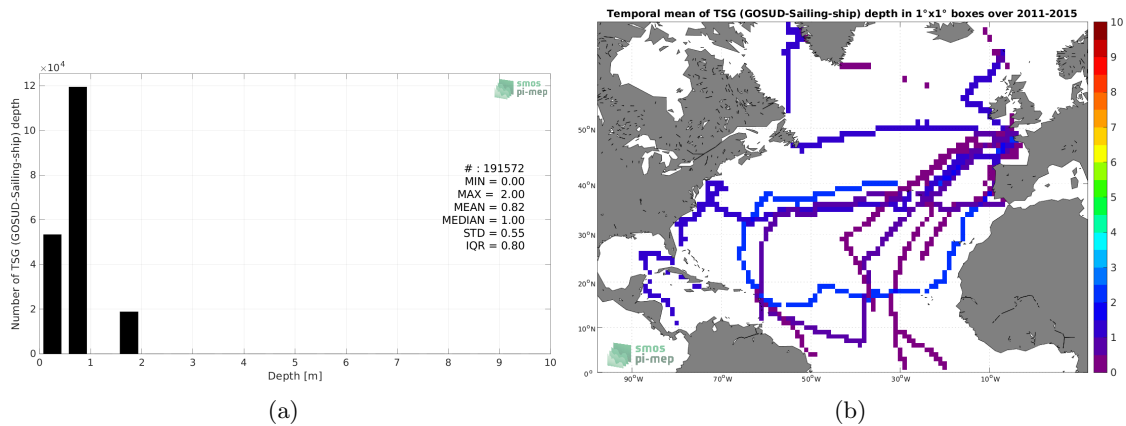 ×10⁴
12
10
8
6
4
2
0
Number of TSG (GOSUD-Sailing-ship) depth
0 1 2 3 4 5 6 7 8 9 10
Depth [m]
smos
pi-mep
# : 191572
MIN = 0.00
MAX = 2.00
MEAN = 0.82
MEDIAN = 1.00
STD = 0.55
IQR = 0.80
(a)
Temporal mean of TSG (GOSUD-Sailing-ship) depth in 1°x1° boxes over 2011-2015
50°N
40°N
30°N
20°N
10°N
0°
90°W 70°W 50°W 30°W 10°W
smos
pi-mep
10
9
8
7
6
5
4
3
2
1
0
(b)